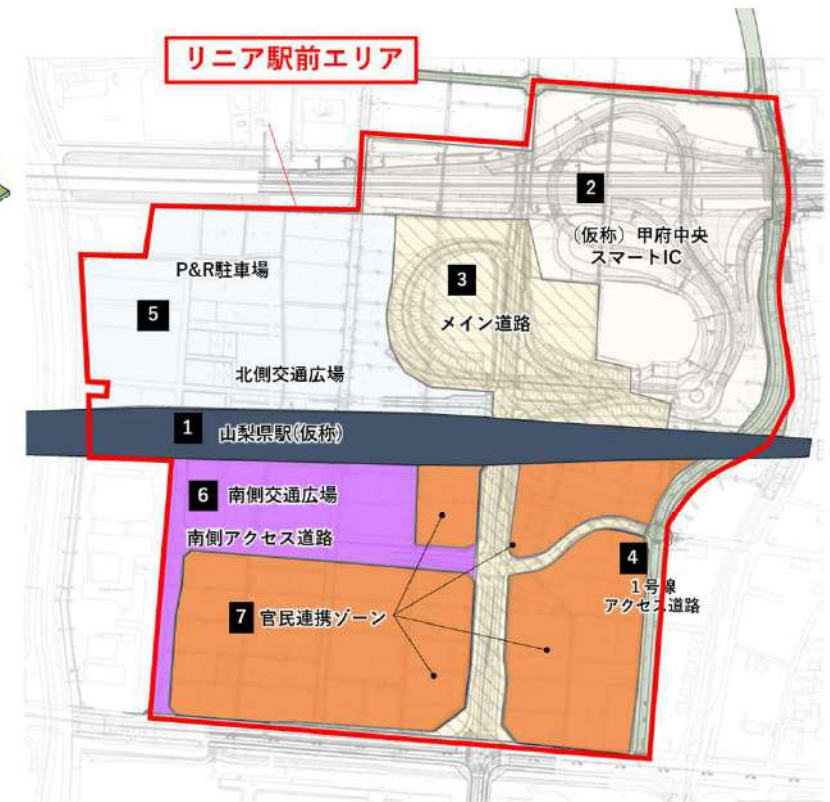 リニア駅前エリア
2
(仮称)甲府中央
スマートIC
P&R駐車場
3
メイン道路
5
北側交通広場
1
山梨県駅(仮称)
6
南側交通広場
南側アクセス道路
4
1号線
アクセス道路
7
官民連携ゾーン